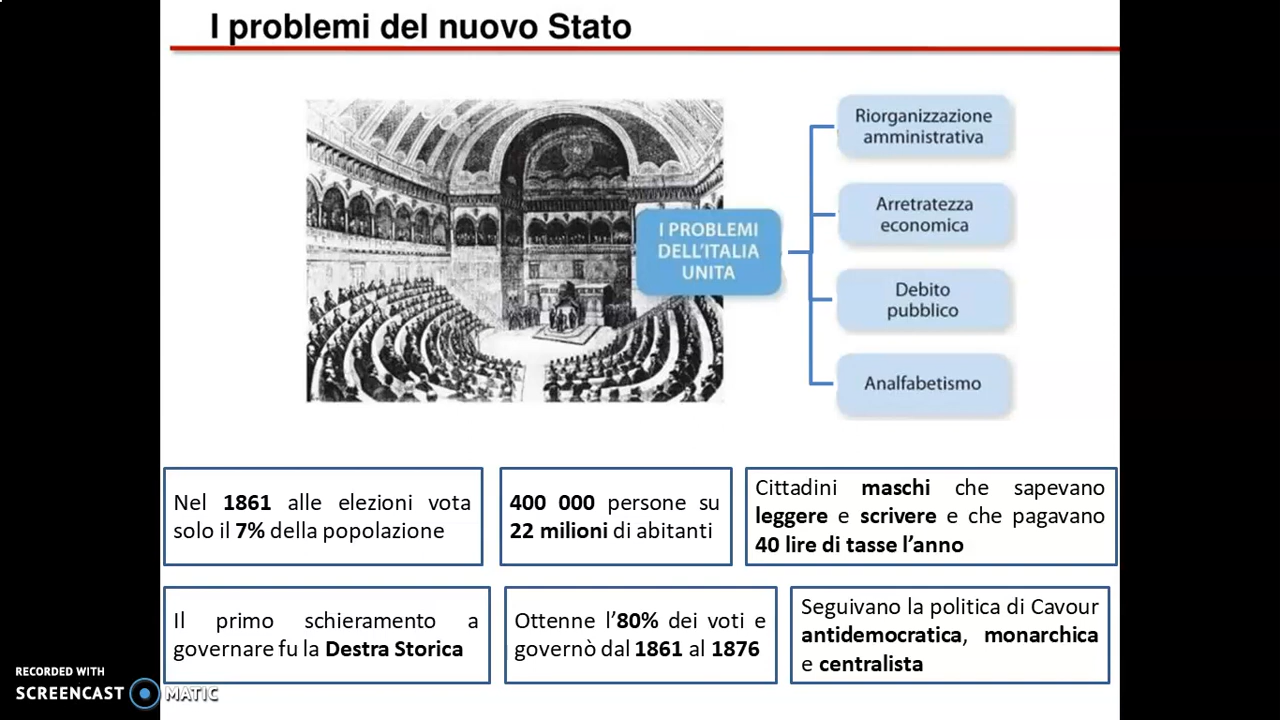 I problemi del nuovo Stato
Riorganizzazione
amministrativa
Arretratezza
economica
I PROBLEMI
DELL'ITALIA
UNITA
Debito
pubblico
Analfabetismo
Nel 1861 alle elezioni vota
solo il 7% della popolazione
400 000 persone su
22 milioni di abitanti
Cittadini maschi che sapevano
leggere e scrivere e che pagavano
40 lire di tasse l'anno
Il primo schieramento a
governare fu la Destra Storica
Ottenne l'80% dei voti e
governò dal 1861 al 1876
Seguivano la politica di Cavour
antidemocratica, monarchica
e centralista
RECORDED WITH
SCREENCAST MATIC